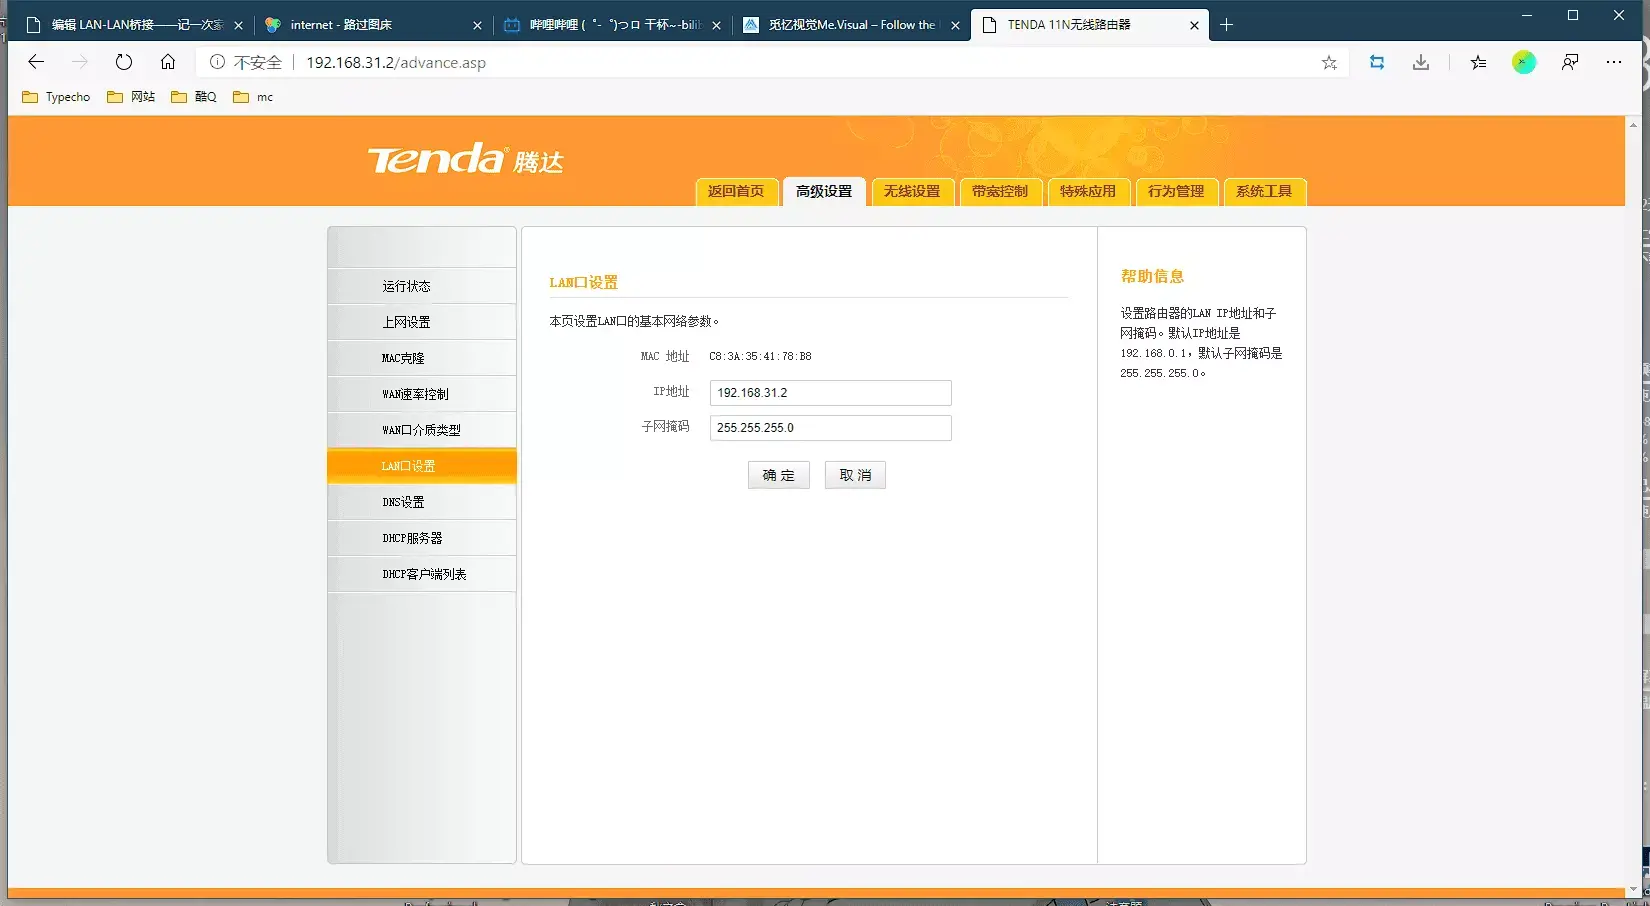 编辑 LAN-LAN桥接——记一次家
internet - 路过图床
哔哩哔哩 ( ゜- ゜)つロ 干杯~-bili
觅忆视觉Me.Visual – Follow the
TENDA 11N无线路由器
不安全
192.168.31.2/advance.asp
Typecho
网站
酷Q
mc
Tenda 腾达
返回首页
高级设置
无线设置
带宽控制
特殊应用
行为管理
系统工具
运行状态
上网设置
MAC克隆
WAN速率控制
WAN口介质类型
LAN口设置
DNS设置
DHCP服务器
DHCP客户端列表
LAN口设置
本页设置LAN口的基本网络参数。
MAC 地址 C8:3A:35:41:78:B8
IP地址 192.168.31.2
子网掩码 255.255.255.0
确 定 取 消
帮助信息
设置路由器的LAN IP地址和子
网掩码。默认IP地址是
192.168.0.1，默认子网掩码是
255.255.255.0。